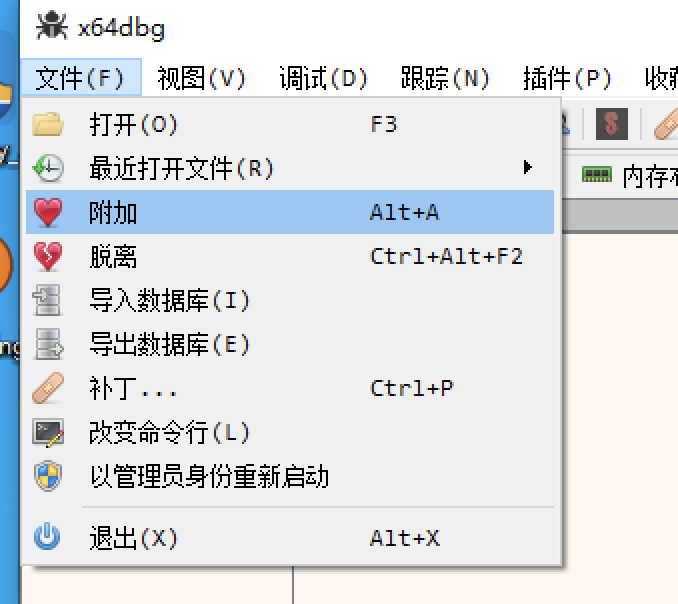 x64dbg
文件(F) 视图(V) 调试(D) 跟踪(N) 插件(P)
打开(O) F3
最近打开文件(R)
S
内存
附加 Alt+A
脱离 Ctrl+Alt+F2
导入数据库(I)
导出数据库(E)
补丁... Ctrl+P
改变命令行(L)
以管理员身份重新启动
退出(X) Alt+X